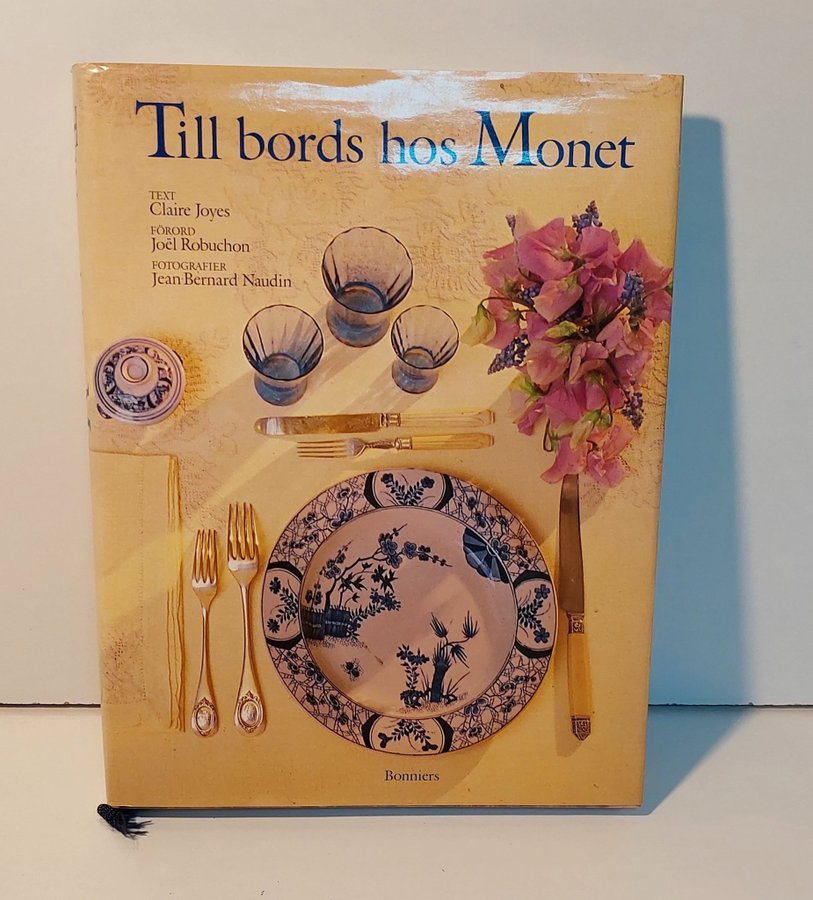 Till bords hos Monet
TEXT
Claire Joyes
FÖRORD
Joël Robuchon
FOTOGRAFIER
Jean Bernard Naudin
Bonniers